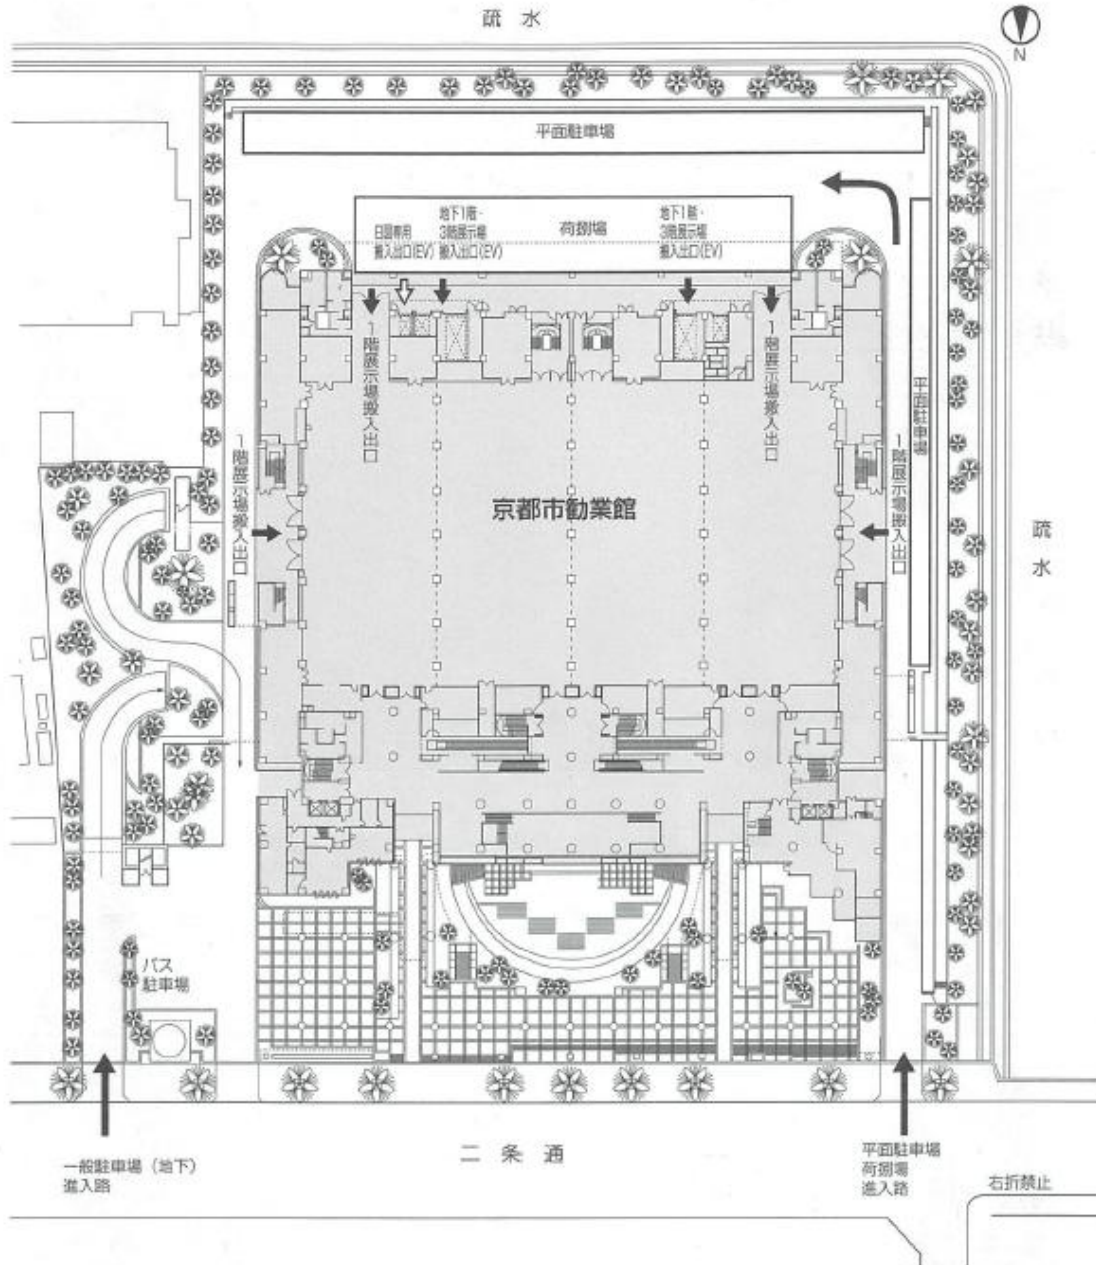 疏水
N
平面駐車場
日図専用
搬入出口(EV)
地下1階・
3階展示場
搬入出口(EV)
荷捌場
地下1階・
3階展示場
搬入出口(EV)
1階展示場搬入出口
1階展示場搬入出口
平面駐車場
1階展示場搬入出口
1階展示場搬入出口
京都市勧業館
疏水
バス
駐車場
二条通
一般駐車場（地下）
進入路
平面駐車場
荷捌場
進入路
右折禁止